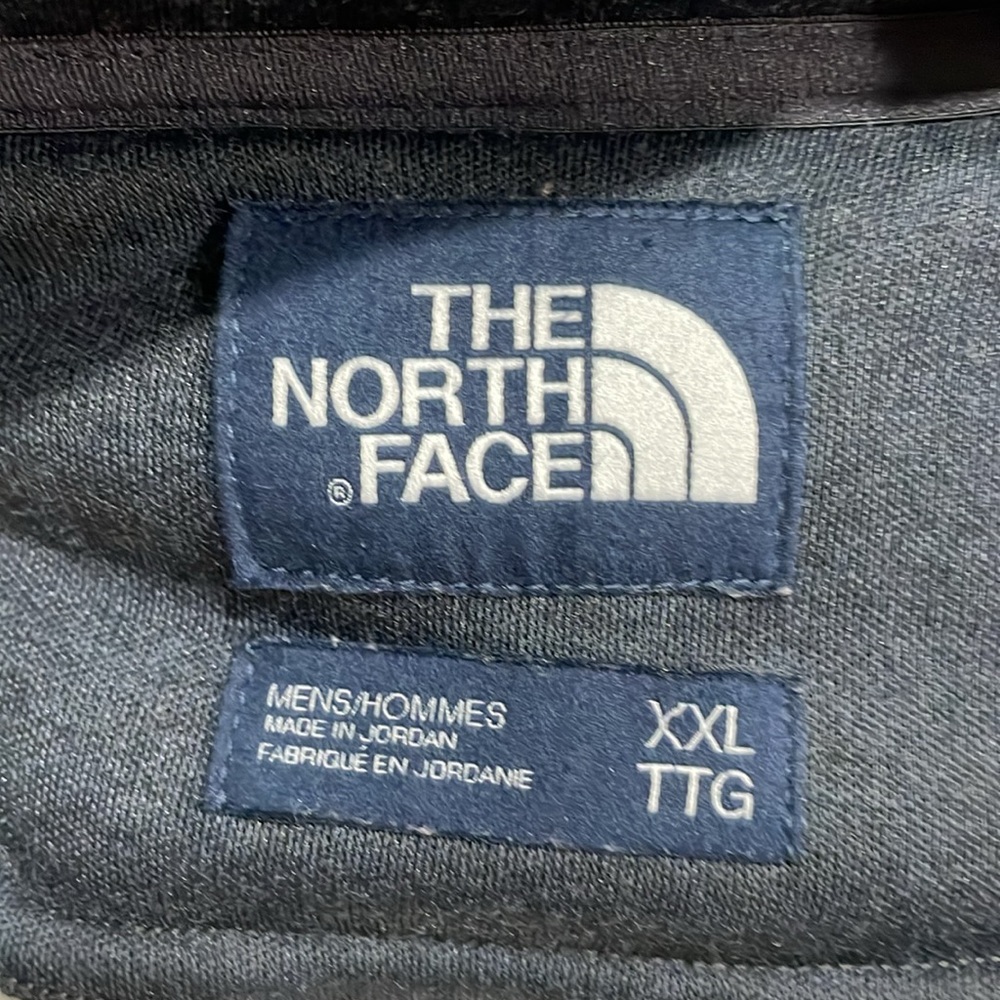 THE
NORTH
®FACE
MENS/HOMMES
MADE IN JORDAN
FABRIQUÉ EN JORDANIE
XXL
TTG